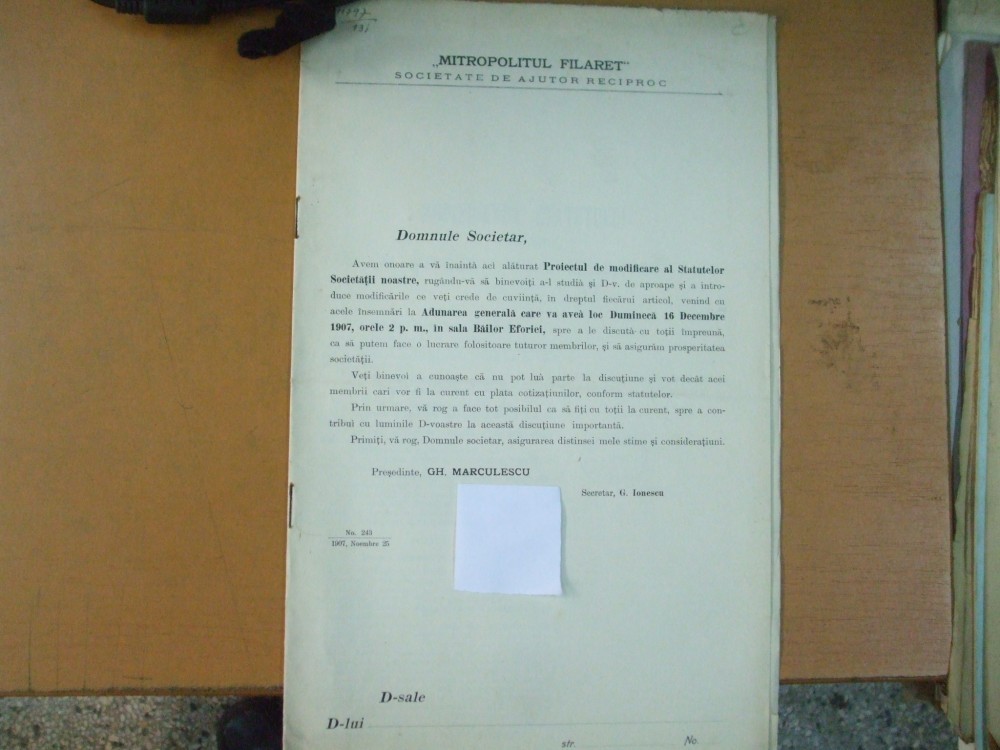 „MITROPOLITUL FILARET“
SOCIETATE DE AJUTOR RECIPROC
Domnule Societar,
Avem onoare a vă înaintà aci alăturat Proiectul de modificare al Statutelor
Societății noastre, rugându-vă să binevoiți a-l studià și D-v. de aproape și a intro-
duce modificările ce veți crede de cuviință, în dreptul fiecărui articol, venind cu
acele însemnări la Adunarea generală care va aveà loc Duminecă 16 Decembre
1907, orele 2 p. m., în sala Băilor Eforiei, spre a le discutà cu toții împreună,
ca să putem face o lucrare folositoare tuturor membrilor, și să asigurăm prosperitatea
societății.
Veți binevoi a cunoaște că nu pot luà parte la discuțiune și vot decât acei
membrii cari vor fi la curent cu plata cotizațiunilor, conform statutelor.
Prin urmare, vă rog a face tot posibilul ca să fiți cu toții la curent, spre a con-
tribui cu luminile D-voastre la această discuțiune importantă.
Primiți, vă rog, Domnule societar, asigurarea distinsei mele stime și considerațiuni.
Președinte, GH. MARCULESCU
Secretar, G. Ionescu
No. 243
1907, Noembre 25
D-sale
D-lui
str. No.